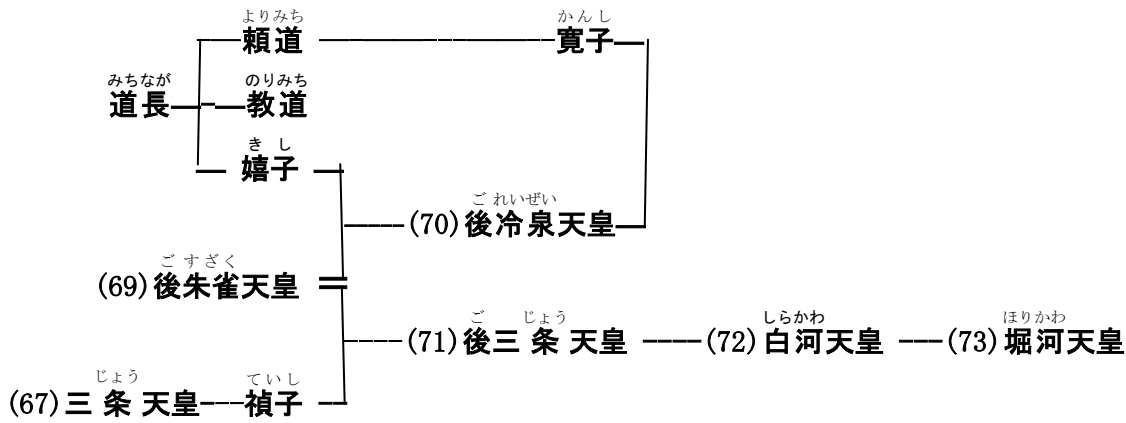 よりみち かんし
頼道 寛子
みちなが のりみち
道長 教道
き し
嬉子
ご れいぜい
(70)後冷泉天皇
ご すざく
(69)後朱雀天皇
ご じょう しらかわ ほりかわ
(71)後三条天皇 (72)白河天皇 (73)堀河天皇
じょう ていし
(67)三条天皇 禎子